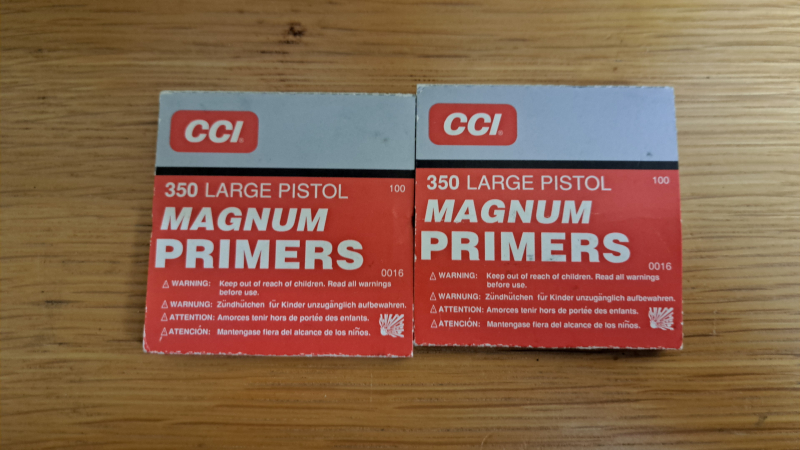 CCI
350 LARGE PISTOL 100
MAGNUM
PRIMERS
0016
WARNING: Keep out of reach of children. Read all warnings
before use.
WARNUNG: Zündhütchen für Kinder unzugänglich aufbewahren.
ATTENTION: Amorces tenir hors de portée des enfants.
ATENCIÓN: Mantengase fiera del alcance de los niños.
CCI
350 LARGE PISTOL 100
MAGNUM
PRIMERS
0016
WARNING: Keep out of reach of children. Read all warnings
before use.
WARNUNG: Zündhütchen für Kinder unzugänglich aufbewahren.
ATTENTION: Amorces tenir hors de portée des enfants.
ATENCIÓN: Mantengase fiera del alcance de los niños.